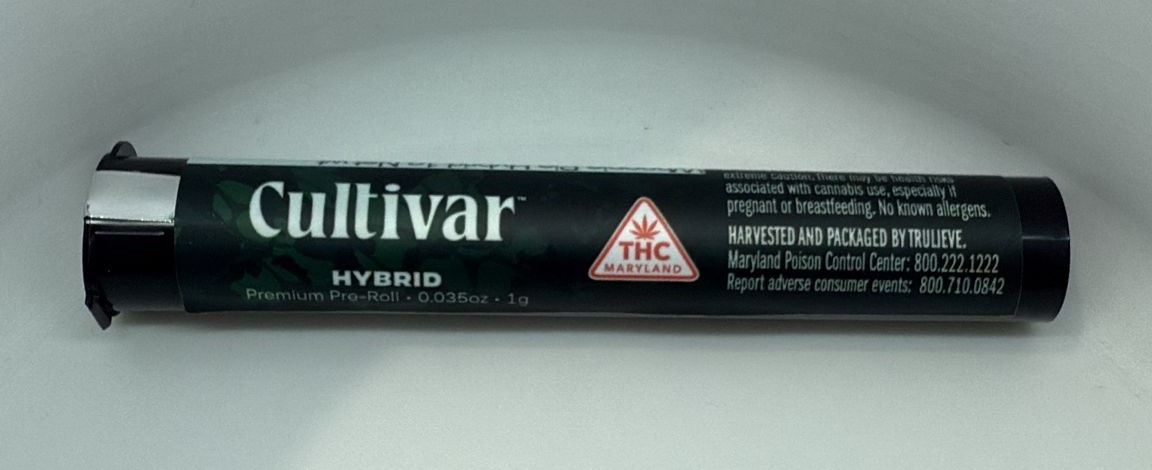 Cultivar™
HYBRID
Premium Pre-Roll • 0.035oz • 1g
THC
MARYLAND
extreme caution. There may be health risks
associated with cannabis use, especially if
pregnant or breastfeeding. No known allergens.
HARVESTED AND PACKAGED BY TRULIEVE.
Maryland Poison Control Center: 800.222.1222
Report adverse consumer events: 800.710.0842